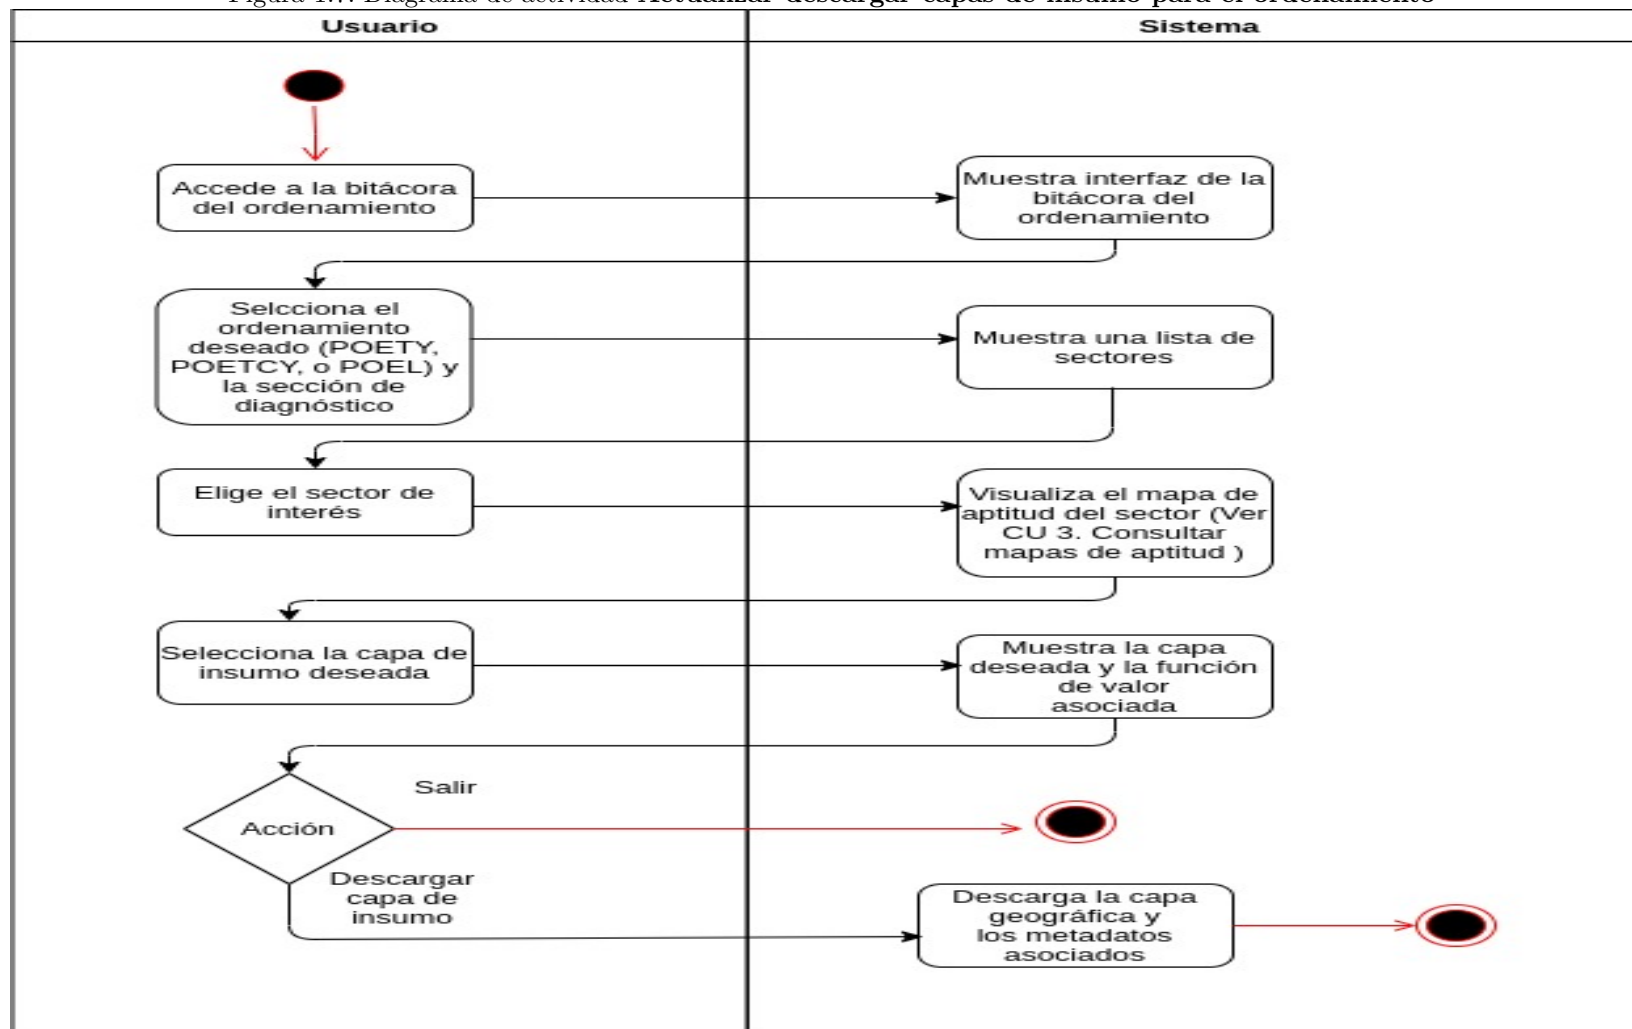 Usuario
Sistema
Accede a la bitácora
del ordenamiento
Muestra interfaz de la
bitácora del
ordenamiento
Selcciona el
ordenamiento
deseado (POETY,
POETCY, o POEL) y
la sección de
diagnóstico
Muestra una lista de
sectores
Elige el sector de
interés
Visualiza el mapa de
aptitud del sector (Ver
CU 3. Consultar
mapas de aptitud )
Selecciona la capa de
insumo deseada
Muestra la capa
deseada y la función
de valor
asociada
Salir
Acción
Descargar
capa de
insumo
Descarga la capa
geográfica y
los metadatos
asociados